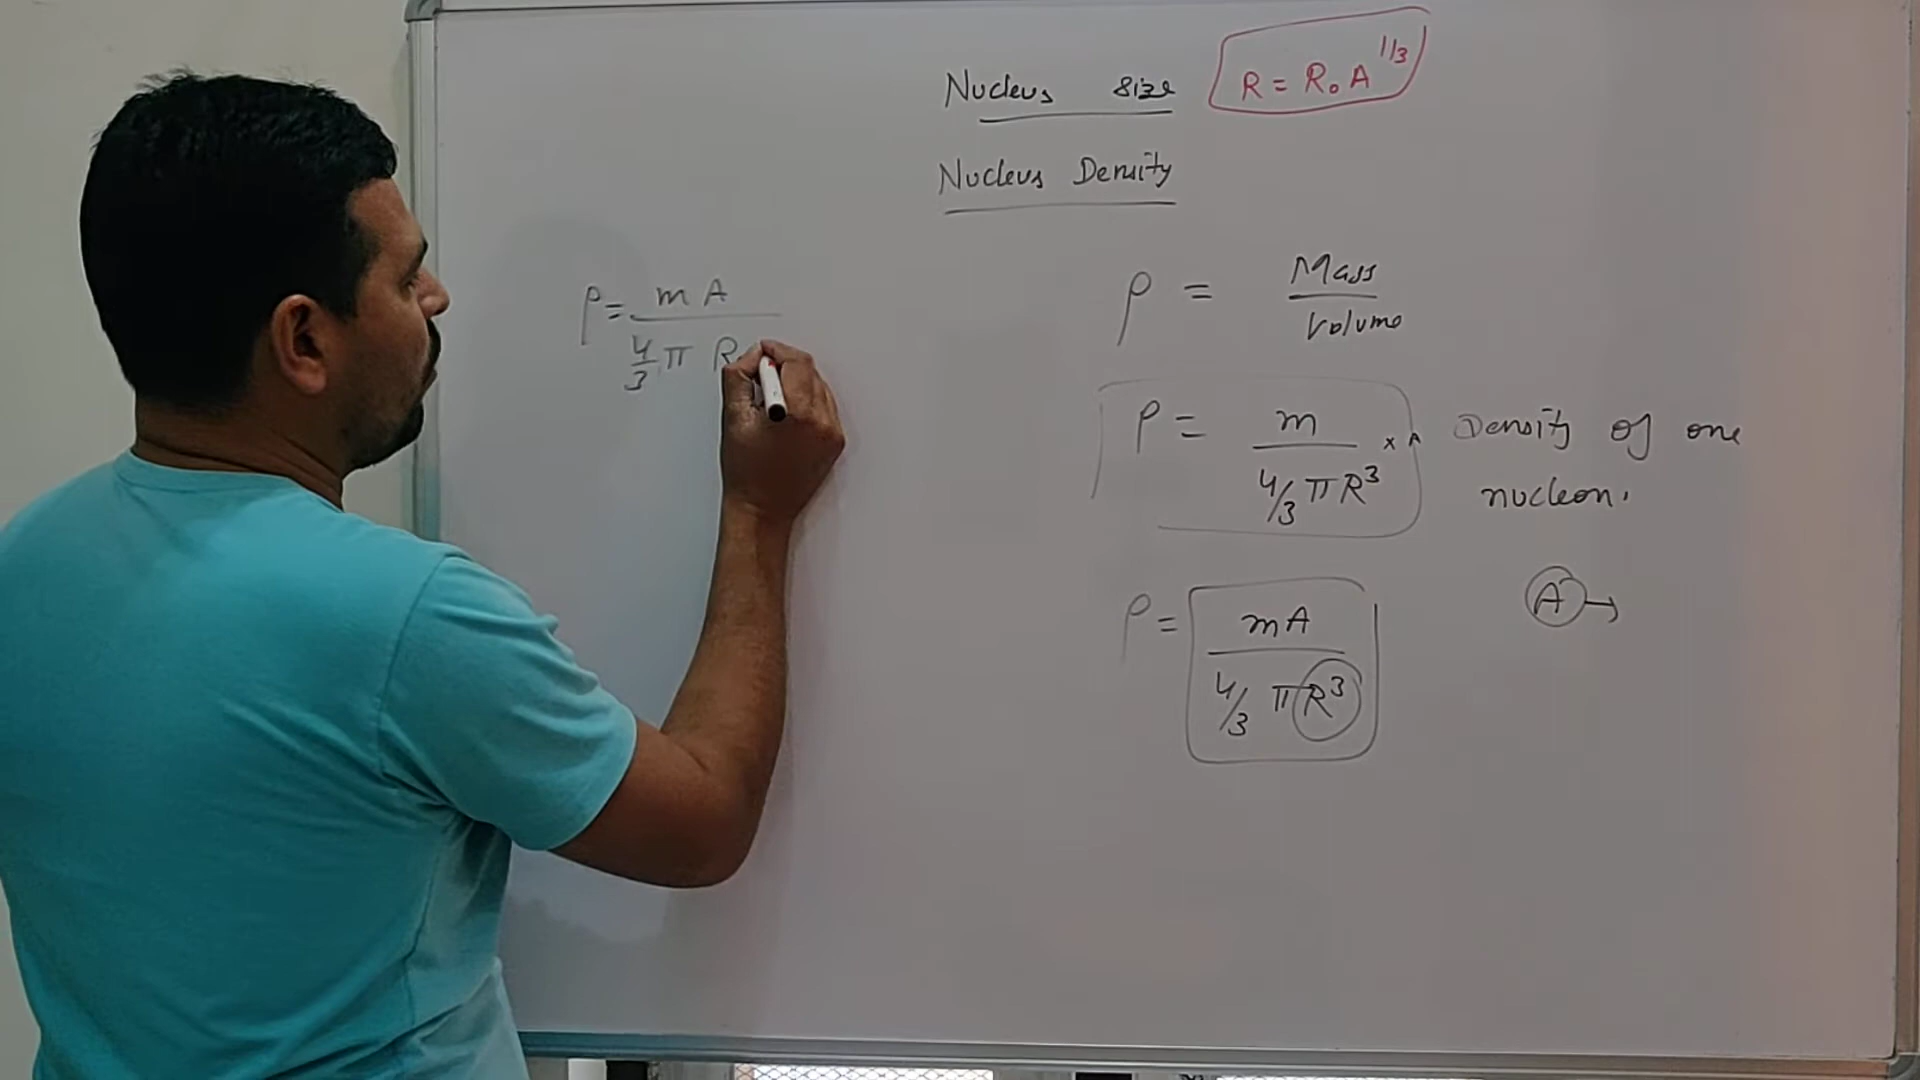 Nucleus size R = R₀ A^1/3
Nucleus Density
ρ = Mass / Volume
ρ = m / 4/3 π R³ × A Density of one
nucleon.
ρ = mA / 4/3 π R³
A →
ρ = m A / 4/3 π R